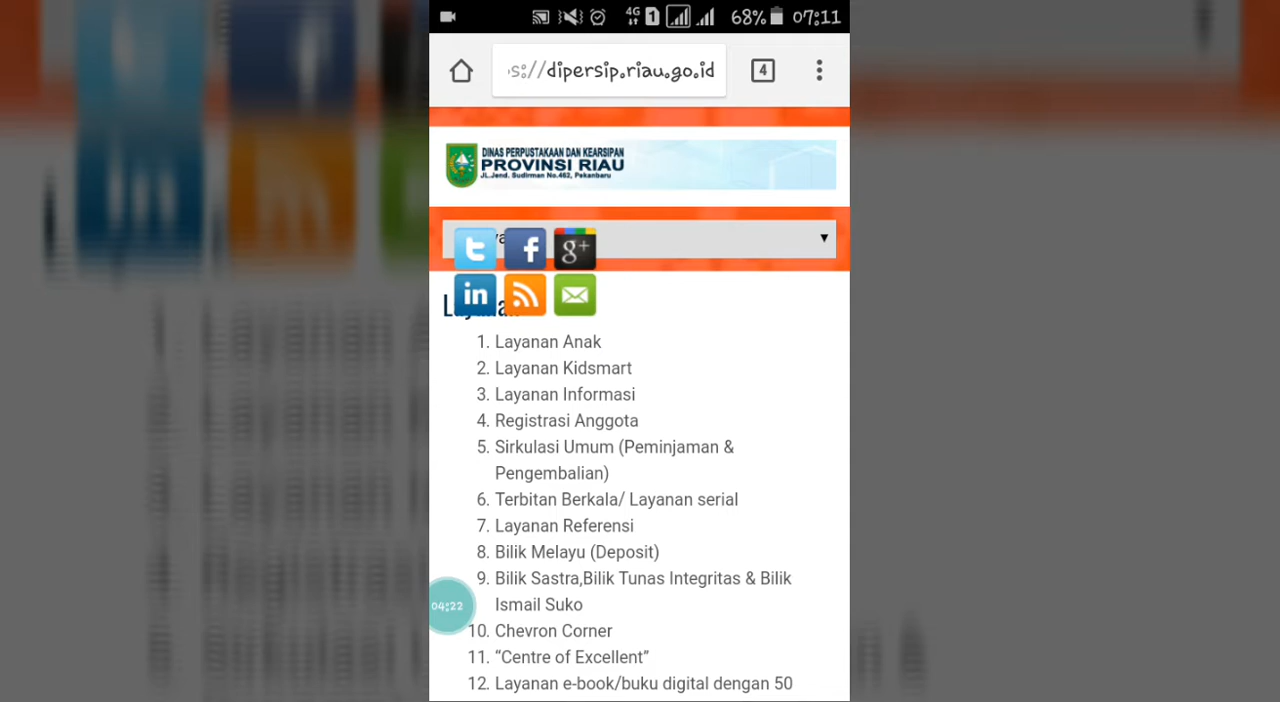 4G 1 68% 07:11
s://dipersip.riau.go.id 4
DINAS PERPUSTAKAAN DAN KEARSIPAN
PROVINSI RIAU
JL.Jend. Sudirman No.462, Pekanbaru
t f g+
in
1. Layanan Anak
2. Layanan Kidsmart
3. Layanan Informasi
4. Registrasi Anggota
5. Sirkulasi Umum (Peminjaman &
Pengembalian)
6. Terbitan Berkala/ Layanan serial
7. Layanan Referensi
8. Bilik Melayu (Deposit)
9. Bilik Sastra,Bilik Tunas Integritas & Bilik
Ismail Suko
04:22
10. Chevron Corner
11. “Centre of Excellent”
12. Layanan e-book/buku digital dengan 50